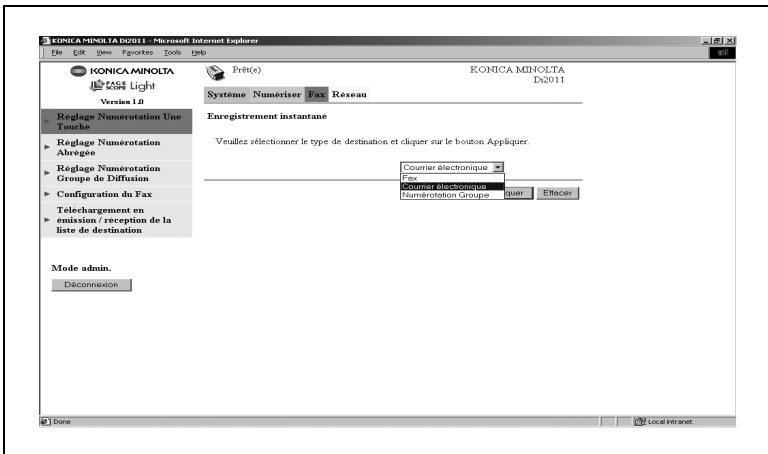 KONICA MINOLTA Di2011 - Microsoft Internet Explorer
File Edit View Favorites Tools Help
KONICA MINOLTA
PAGE SCOPE Light
Version 1.0
Prêt(e)
KONICA MINOLTA
Di2011
Système Numériser Fax Réseau
Réglage Numérotation Une
Touche
Réglage Numérotation
Abrégée
Réglage Numérotation
Groupe de Diffusion
Configuration du Fax
Téléchargement en
émission / réception de la
liste de destination
Mode admin.
Déconnexion
Enregistrement instantané
Veuillez sélectionner le type de destination et cliquer sur le bouton Appliquer.
Courrier électronique
Fax
Courrier électronique
Numérotation Groupe
quer
Effacer
Done
Local intranet